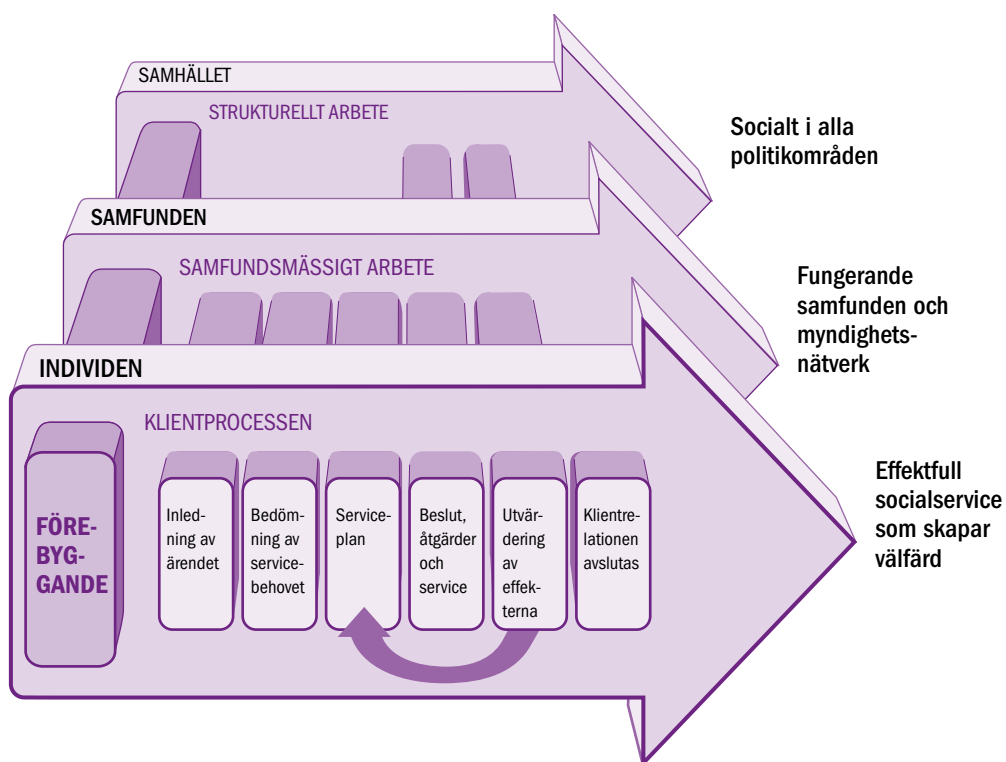 SAMHÄLLET
STRUKTURELLT ARBETE
Socialt i alla
politikområden
SAMFUNDEN
SAMFUNDSMÄSSIGT ARBETE
Fungerande
samfunden och
myndighets-
nätverk
INDIVIDEN
KLIENTPROCESSEN
FÖRE-
BYG-
GANDE
Inled-
ning av
ärendet
Bedöm-
ning av
service-
behovet
Service-
plan
Beslut,
åtgärder
och
service
Utvär-
dering
av
effek-
terna
Klientre-
lationen
avslutas
Effektfull
socialservice
som skapar
välfärd